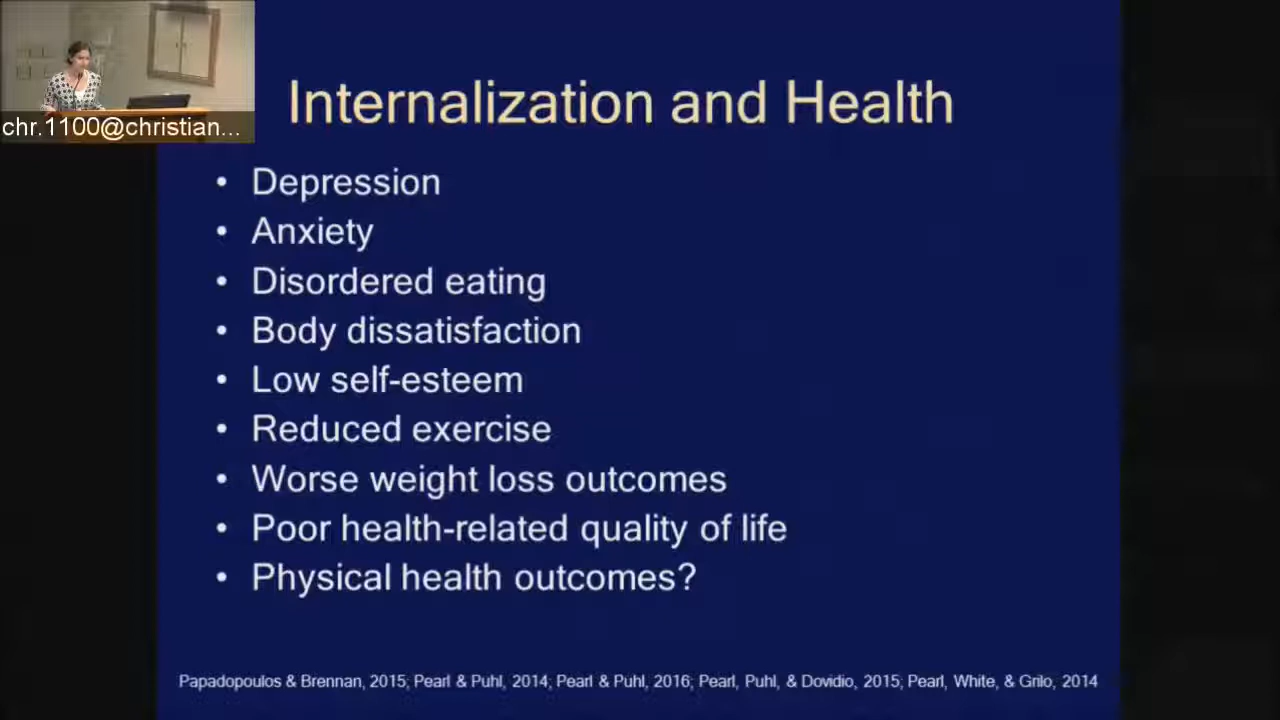 chr.1100@christian...
Internalization and Health
• Depression
• Anxiety
• Disordered eating
• Body dissatisfaction
• Low self-esteem
• Reduced exercise
• Worse weight loss outcomes
• Poor health-related quality of life
• Physical health outcomes?
Papadopoulos & Brennan, 2015; Pearl & Puhl, 2014; Pearl & Puhl, 2016; Pearl, Puhl, & Dovidio, 2015; Pearl, White, & Grilo, 2014